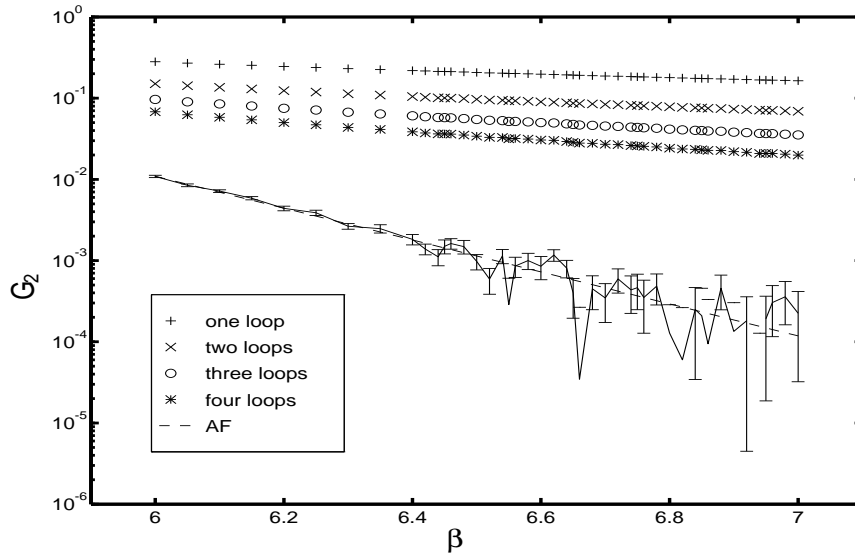 10^0
10^-1
10^-2
10^-3
10^-4
10^-5
10^-6
G_2
one loop
two loops
three loops
four loops
AF
6 6.2 6.4 6.6 6.8 7
β